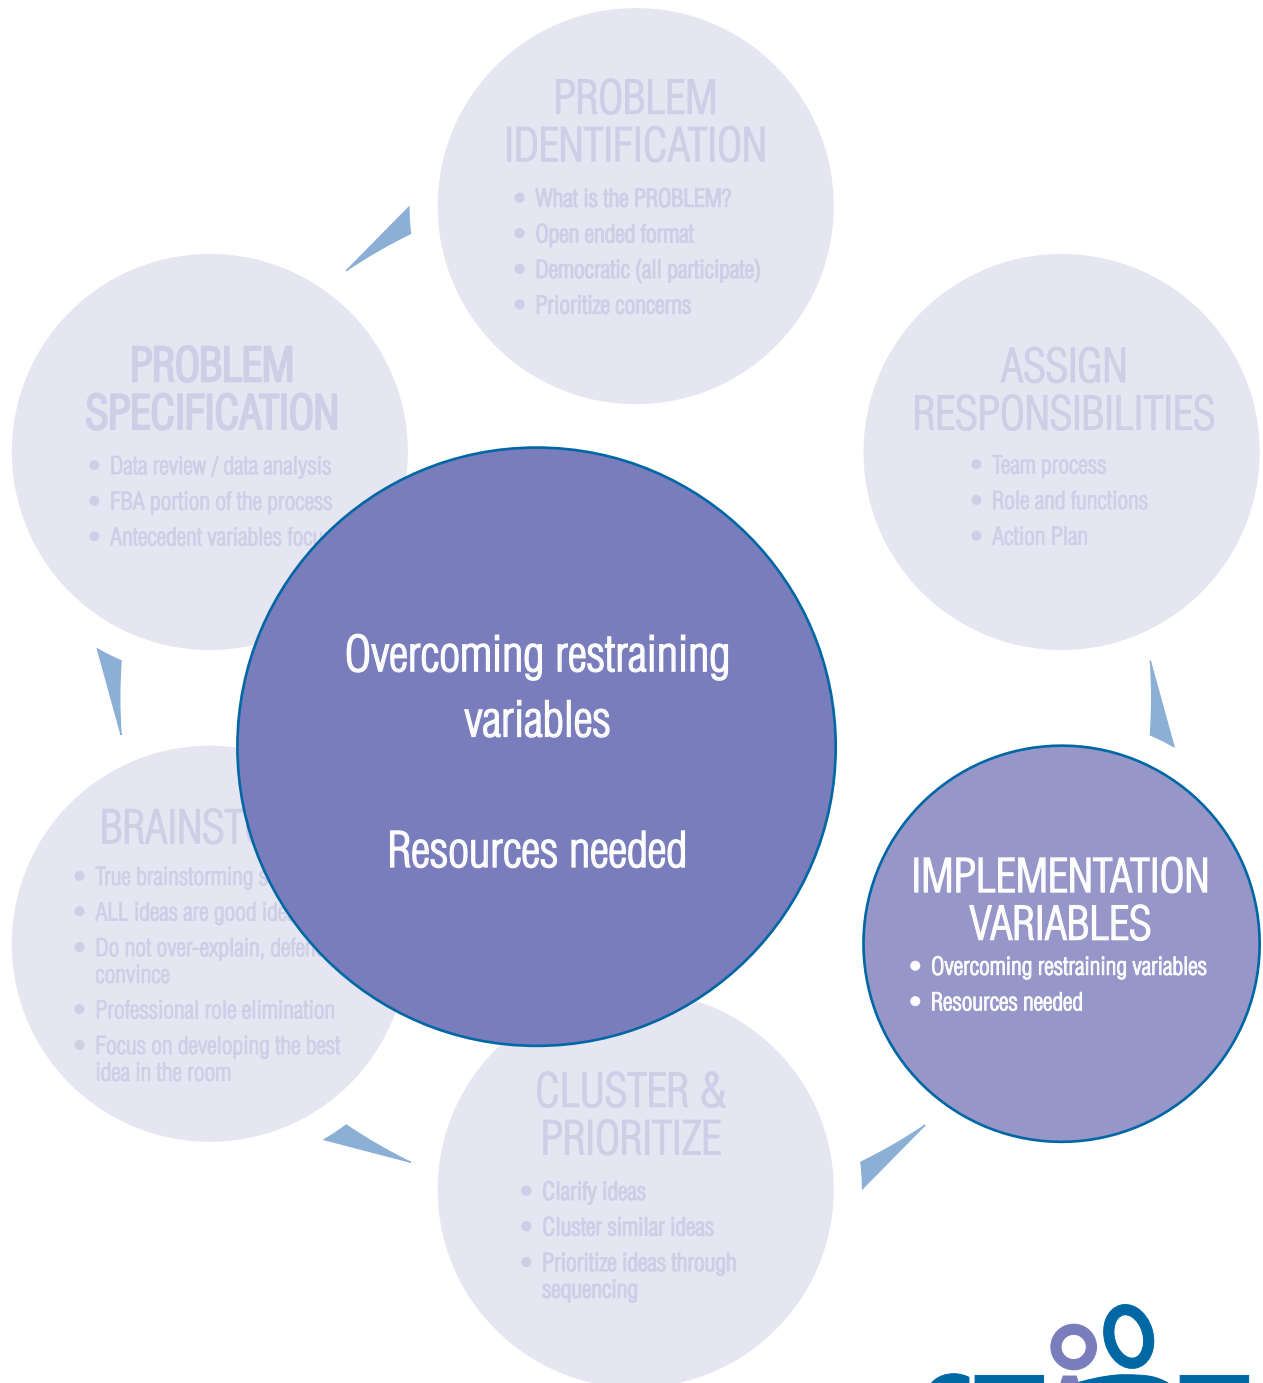 PROBLEM
IDENTIFICATION
• What is the PROBLEM?
• Open ended format
• Democratic (all participate)
• Prioritize concerns
PROBLEM
SPECIFICATION
• Data review / data analysis
• FBA portion of the process
• Antecedent variables
ASSIGN
RESPONSIBILITIES
• Team process
• Role and functions
• Action Plan
Overcoming restraining
variables
Resources needed
• True brainstorming
• ALL ideas are good
• Do not over-explain,
convince
• Professional role elimination
• Focus on developing the best
idea in the room
IMPLEMENTATION
VARIABLES
• Overcoming restraining variables
• Resources needed
CLUSTER &
PRIORITIZE
• Clarify ideas
• Cluster similar ideas
• Prioritize ideas through
sequencing